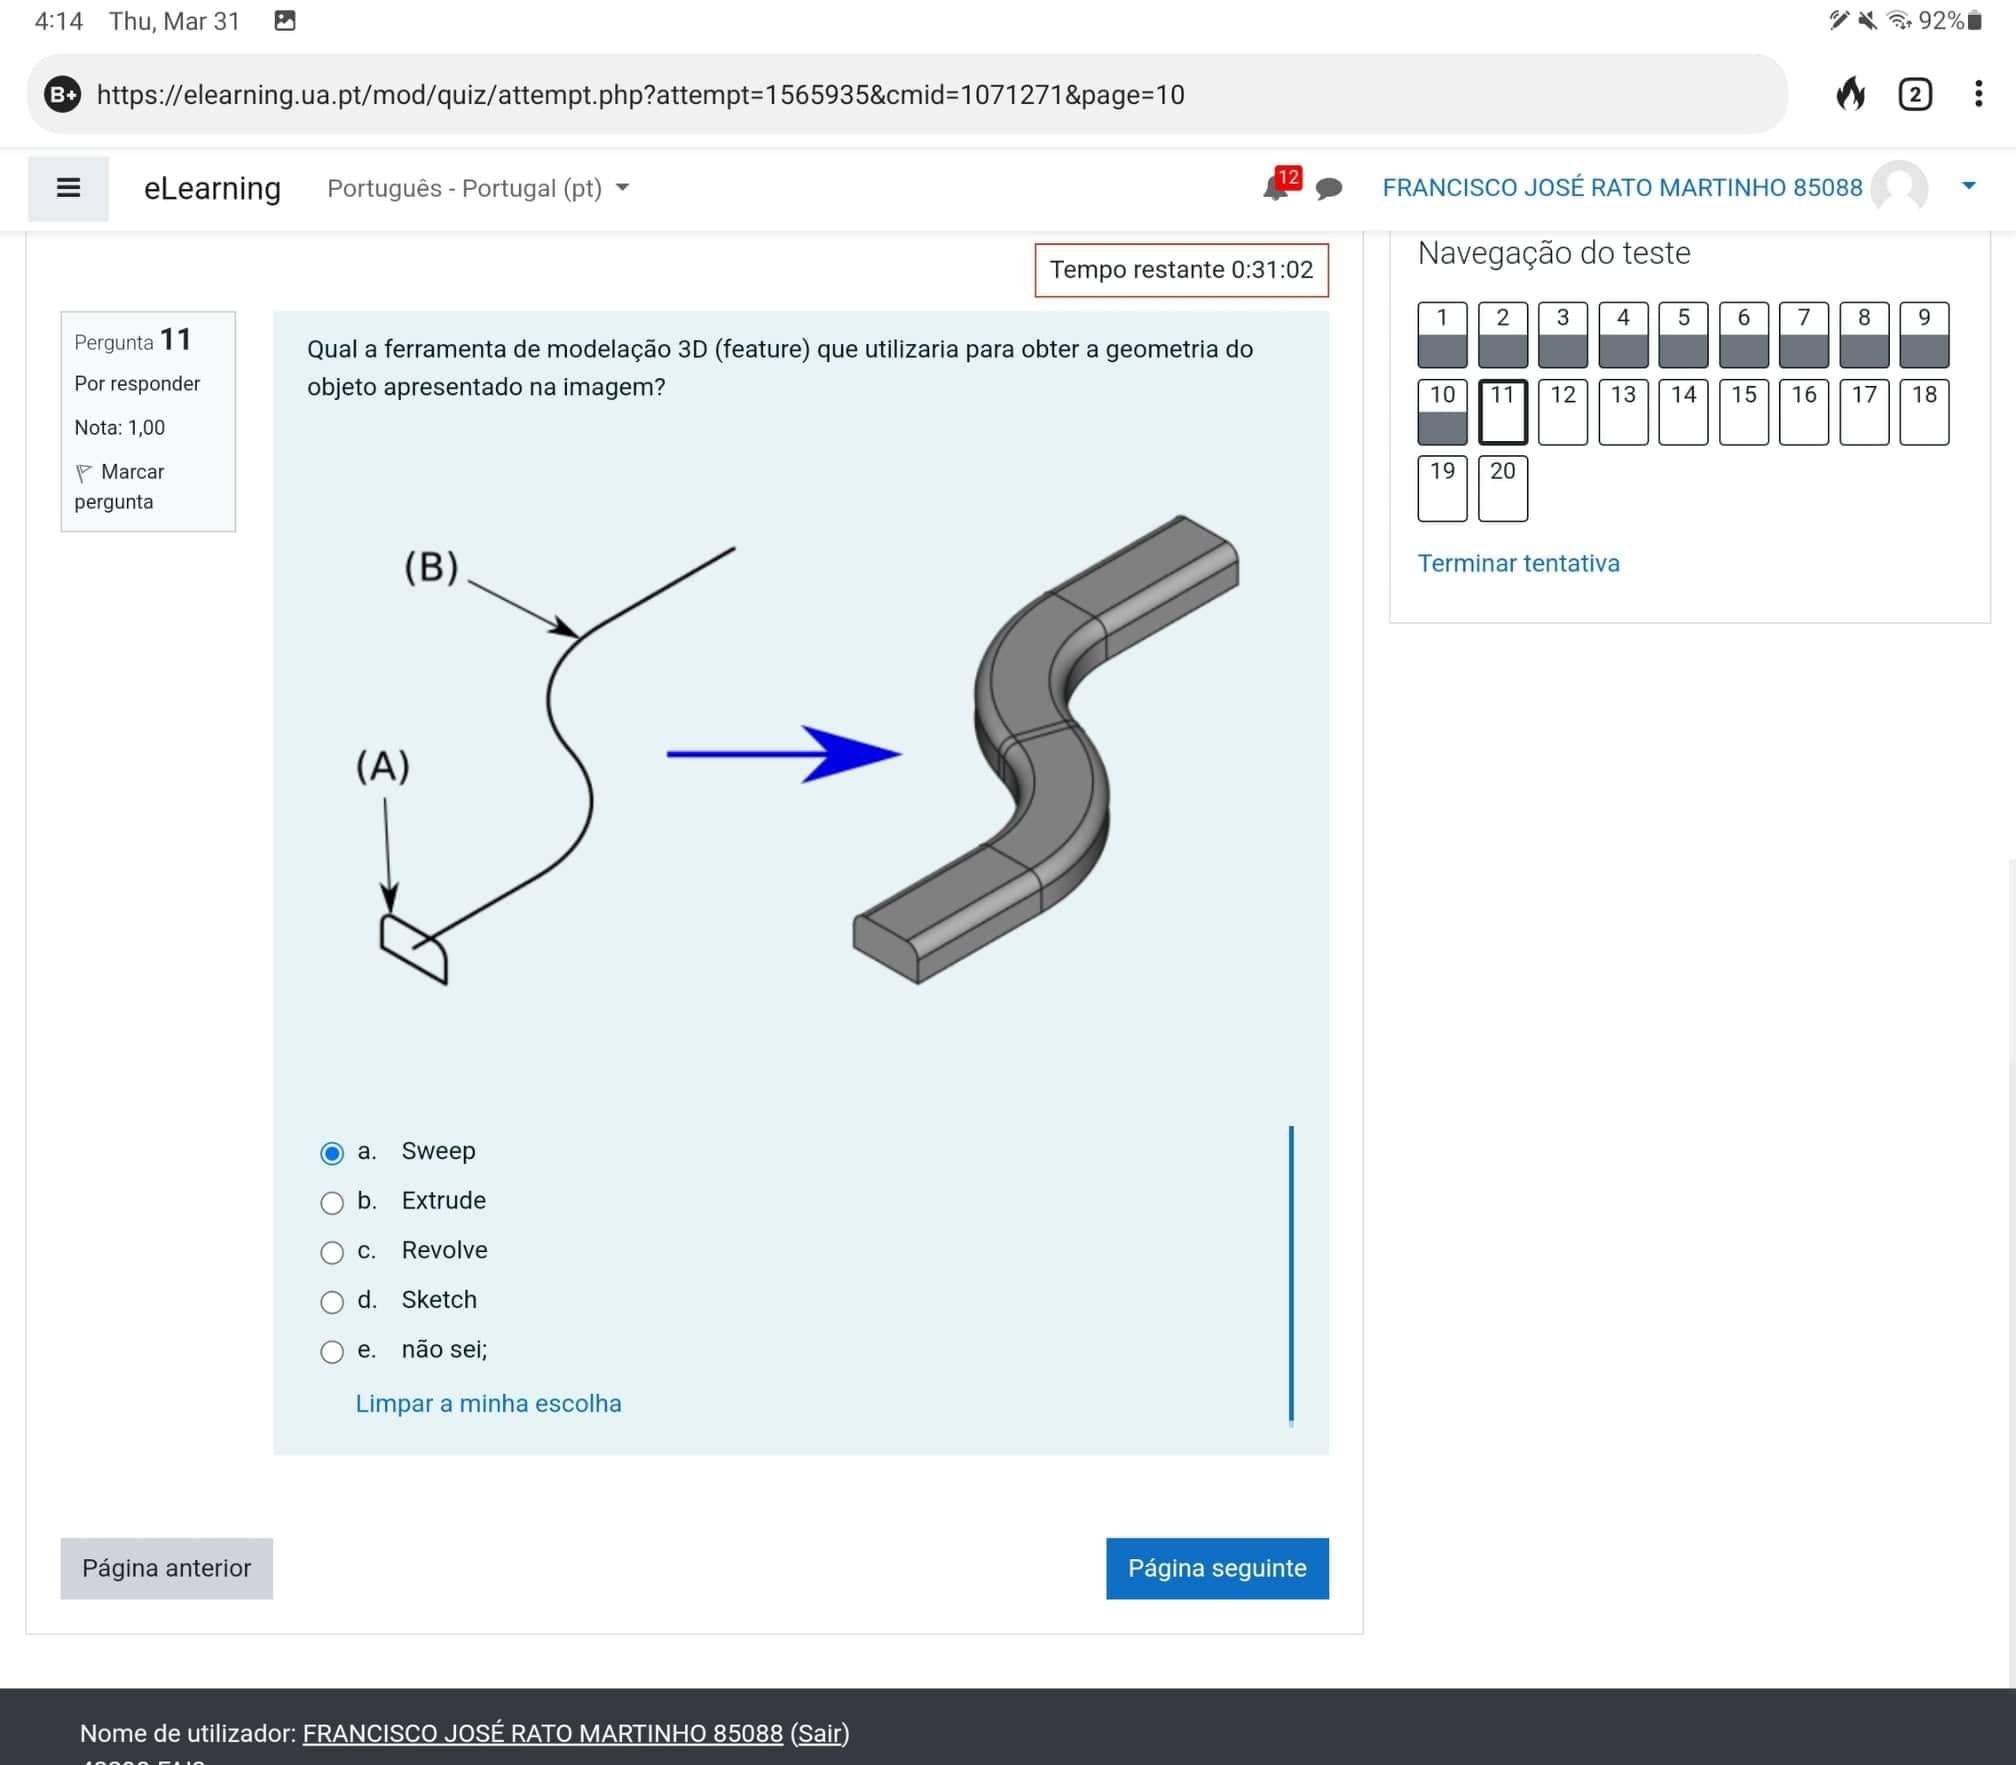 4:14 Thu, Mar 31
92%
B+ https://elearning.ua.pt/mod/quiz/attempt.php?attempt=1565935&cmid=1071271&page=10
2
eLearning
Português - Portugal (pt)
12
FRANCISCO JOSÉ RATO MARTINHO 85088
Tempo restante 0:31:02
Pergunta 11
Por responder
Nota: 1,00
Marcar
pergunta
Qual a ferramenta de modelação 3D (feature) que utilizaria para obter a geometria do
objeto apresentado na imagem?
(B)
(A)
a. Sweep
b. Extrude
c. Revolve
d. Sketch
e. não sei;
Limpar a minha escolha
Página anterior
Página seguinte
Navegação do teste
1 2 3 4 5 6 7 8 9
10 11 12 13 14 15 16 17 18
19 20
Terminar tentativa
Nome de utilizador: FRANCISCO JOSÉ RATO MARTINHO 85088 (Sair)